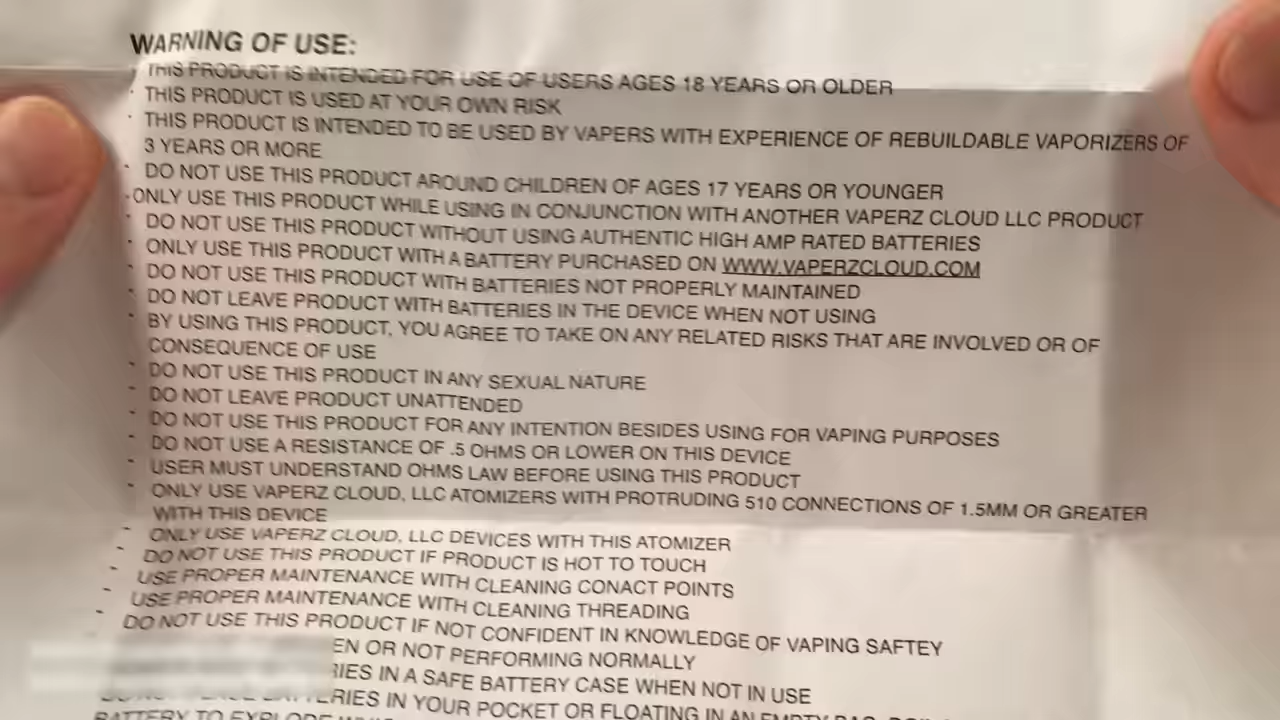 WARNING OF USE:
THIS PRODUCT IS INTENDED FOR USE OF USERS AGES 18 YEARS OR OLDER
THIS PRODUCT IS USED AT YOUR OWN RISK
THIS PRODUCT IS INTENDED TO BE USED BY VAPERS WITH EXPERIENCE OF REBUILDABLE VAPORIZERS OF
3 YEARS OR MORE
DO NOT USE THIS PRODUCT AROUND CHILDREN OF AGES 17 YEARS OR YOUNGER
ONLY USE THIS PRODUCT WHILE USING IN CONJUNCTION WITH ANOTHER VAPERZ CLOUD LLC PRODUCT
DO NOT USE THIS PRODUCT WITHOUT USING AUTHENTIC HIGH AMP RATED BATTERIES
ONLY USE THIS PRODUCT WITH A BATTERY PURCHASED ON WWW.VAPERZCLOUD.COM
DO NOT USE THIS PRODUCT WITH BATTERIES NOT PROPERLY MAINTAINED
DO NOT LEAVE PRODUCT WITH BATTERIES IN THE DEVICE WHEN NOT USING
BY USING THIS PRODUCT, YOU AGREE TO TAKE ON ANY RELATED RISKS THAT ARE INVOLVED OR OF
CONSEQUENCE OF USE
DO NOT USE THIS PRODUCT IN ANY SEXUAL NATURE
DO NOT LEAVE PRODUCT UNATTENDED
DO NOT USE THIS PRODUCT FOR ANY INTENTION BESIDES USING FOR VAPING PURPOSES
DO NOT USE A RESISTANCE OF .5 OHMS OR LOWER ON THIS DEVICE
USER MUST UNDERSTAND OHMS LAW BEFORE USING THIS PRODUCT
ONLY USE VAPERZ CLOUD, LLC ATOMIZERS WITH PROTRUDING 510 CONNECTIONS OF 1.5MM OR GREATER
WITH THIS DEVICE
ONLY USE VAPERZ CLOUD, LLC DEVICES WITH THIS ATOMIZER
DO NOT USE THIS PRODUCT IF PRODUCT IS HOT TO TOUCH
USE PROPER MAINTENANCE WITH CLEANING CONACT POINTS
USE PROPER MAINTENANCE WITH CLEANING THREADING
DO NOT USE THIS PRODUCT IF NOT CONFIDENT IN KNOWLEDGE OF VAPING SAFTEY
OR NOT PERFORMING NORMALLY
IN A SAFE BATTERY CASE WHEN NOT IN USE
IN YOUR POCKET OR FLOATING IN AN EMPTY
BATTERY TO EXPLODE